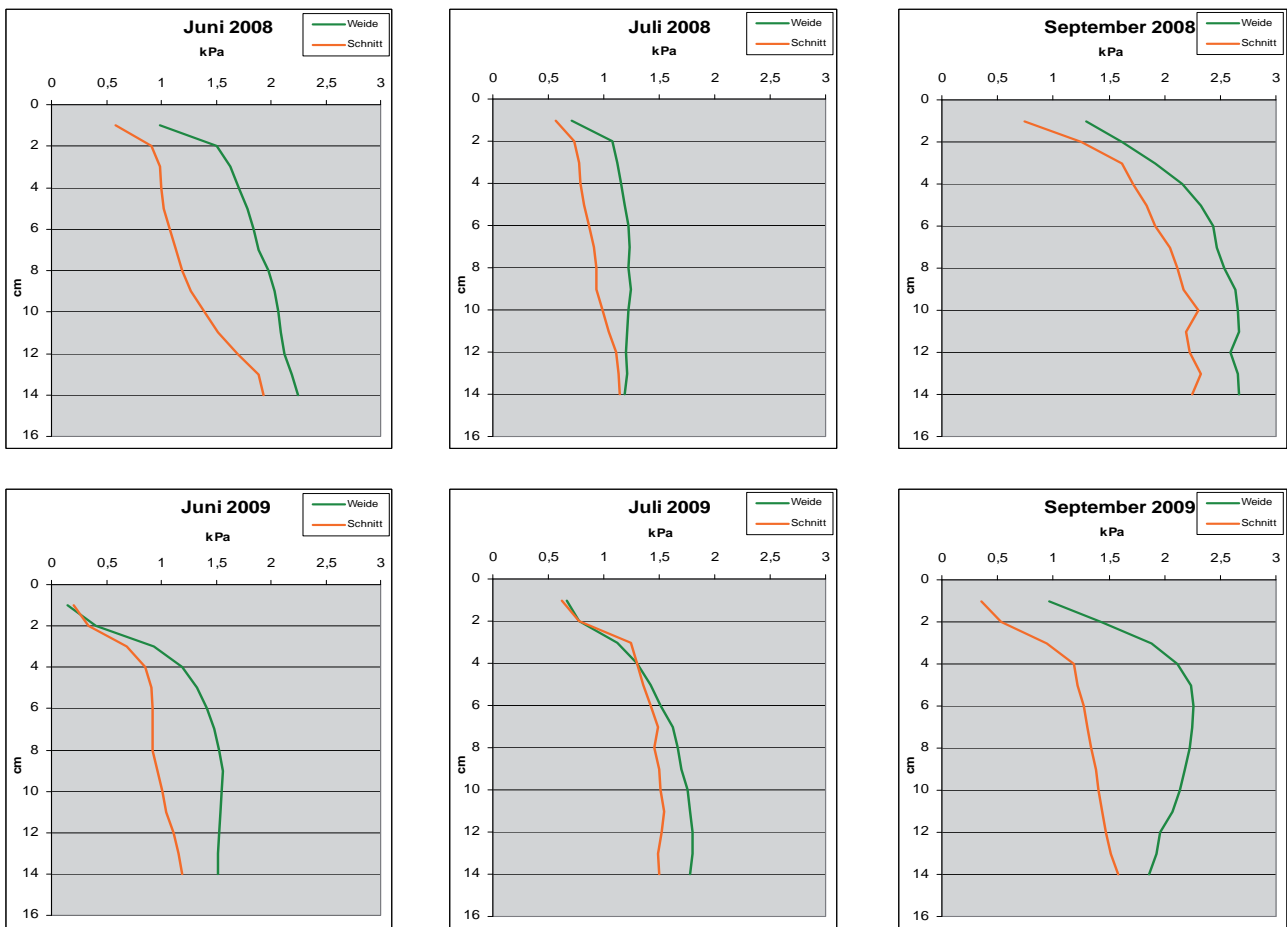 Juni 2008
Weide
Schnitt
kPa
0 0,5 1 1,5 2 2,5 3
0
2
4
6
8
10
12
14
16
cm
Juli 2008
Weide
Schnitt
kPa
0 0,5 1 1,5 2 2,5 3
0
2
4
6
8
10
12
14
16
September 2008
Weide
Schnitt
kPa
0 0,5 1 1,5 2 2,5 3
0
2
4
6
8
10
12
14
16
cm
Juni 2009
Weide
Schnitt
kPa
0 0,5 1 1,5 2 2,5 3
0
2
4
6
8
10
12
14
16
cm
Juli 2009
Weide
Schnitt
kPa
0 0,5 1 1,5 2 2,5 3
0
2
4
6
8
10
12
14
16
cm
September 2009
Weide
Schnitt
kPa
0 0,5 1 1,5 2 2,5 3
0
2
4
6
8
10
12
14
16
cm